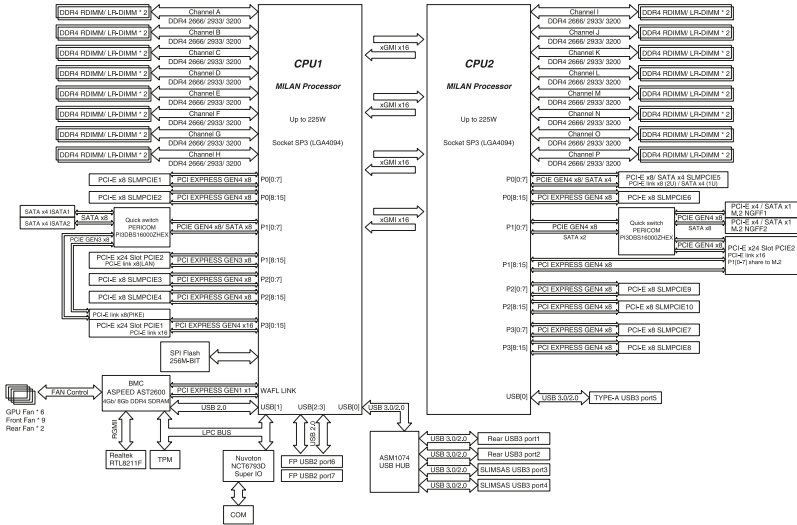 DDR4 RDIMM/ LR-DIMM * 2
Channel A
DDR4 2666/ 2933/ 3200
DDR4 RDIMM/ LR-DIMM * 2
Channel B
DDR4 2666/ 2933/ 3200
DDR4 RDIMM/ LR-DIMM * 2
Channel C
DDR4 2666/ 2933/ 3200
DDR4 RDIMM/ LR-DIMM * 2
Channel D
DDR4 2666/ 2933/ 3200
DDR4 RDIMM/ LR-DIMM * 2
Channel E
DDR4 2666/ 2933/ 3200
DDR4 RDIMM/ LR-DIMM * 2
Channel F
DDR4 2666/ 2933/ 3200
DDR4 RDIMM/ LR-DIMM * 2
Channel G
DDR4 2666/ 2933/ 3200
DDR4 RDIMM/ LR-DIMM * 2
Channel H
DDR4 2666/ 2933/ 3200
CPU1
MILAN Processor
Up to 225W
Socket SP3 (LGA4094)
xGMI x16
xGMI x16
xGMI x16
xGMI x16
CPU2
MILAN Processor
Up to 225W
Socket SP3 (LGA4094)
Channel I
DDR4 2666/ 2933/ 3200
DDR4 RDIMM/ LR-DIMM * 2
Channel J
DDR4 2666/ 2933/ 3200
DDR4 RDIMM/ LR-DIMM * 2
Channel K
DDR4 2666/ 2933/ 3200
DDR4 RDIMM/ LR-DIMM * 2
Channel L
DDR4 2666/ 2933/ 3200
DDR4 RDIMM/ LR-DIMM * 2
Channel M
DDR4 2666/ 2933/ 3200
DDR4 RDIMM/ LR-DIMM * 2
Channel N
DDR4 2666/ 2933/ 3200
DDR4 RDIMM/ LR-DIMM * 2
Channel O
DDR4 2666/ 2933/ 3200
DDR4 RDIMM/ LR-DIMM * 2
Channel P
DDR4 2666/ 2933/ 3200
DDR4 RDIMM/ LR-DIMM * 2
PCI-E x8 SLMPCIE1
PCI EXPRESS GEN4 x8
P0[0:7]
PCI-E x8 SLMPCIE2
PCI EXPRESS GEN4 x8
P0[8:15]
SATA x4 ISATA1
SATA x4 ISATA2
SATA x8
Quick switch
PERICOM
PI3DBS16000ZHEX
PCIE GEN4 x8/ SATA x8
P1[0:7]
PCIE GEN3 x8
PCI-E x24 Slot PCIE2
PCI-E link x8(LAN)
PCI EXPRESS GEN3 x8
P1[8:15]
PCI-E x8 SLMPCIE3
PCI EXPRESS GEN4 x8
P2[0:7]
PCI-E x8 SLMPCIE4
PCI EXPRESS GEN4 x8
P2[8:15]
PCI-E link x8(PIKE)
PCI-E x24 Slot PCIE1
PCI-E link x16
PCI EXPRESS GEN4 x16
P3[0:15]
SPI Flash
256M-BIT
BMC
ASPEED AST2600
4Gb/ 8Gb DDR4 SDRAM
PCI EXPRESS GEN1 x1
WAFL LINK
USB 2.0
USB[1]
USB[2:3]
USB[0]
FAN Control
GPU Fan * 6
Front Fan * 9
Rear Fan * 2
RGMII
LPC BUS
Realtek
RTL8211F
TPM
Nuvoton
NCT6793D
Super IO
COM
USB 2.0
FP USB2 port6
FP USB2 port7
USB 3.0/2.0
ASM1074
USB HUB
USB 3.0/2.0
Rear USB3 port1
USB 3.0/2.0
Rear USB3 port2
USB 3.0/2.0
SLIMSAS USB3 port3
USB 3.0/2.0
SLIMSAS USB3 port4
P0[0:7]
PCIE GEN4 x8/ SATA x4
PCI-E x8/ SATA x4 SLMPCIE5
PCI-E link x8 (2U) / SATA x4 (1U)
P0[8:15]
PCI EXPRESS GEN4 x8
PCI-E x8 SLMPCIE6
P1[0:7]
PCIE GEN4 x8
SATA x2
Quick switch
PERICOM
PI3DBS16000ZHEX
PCIE GEN4 x8
SATA x8
PCIE GEN4 x8
PCI-E x4 / SATA x1
M.2 NGFF1
PCI-E x4 / SATA x1
M.2 NGFF2
PCI-E x24 Slot PCIE2
PCI-E link x16
P1[0-7] share to M.2
P1[8:15]
PCI EXPRESS GEN4 x8
P2[0:7]
PCI EXPRESS GEN4 x8
PCI-E x8 SLMPCIE9
P2[8:15]
PCI EXPRESS GEN4 x8
PCI-E x8 SLMPCIE10
P3[0:7]
PCI EXPRESS GEN4 x8
PCI-E x8 SLMPCIE7
P3[8:15]
PCI EXPRESS GEN4 x8
PCI-E x8 SLMPCIE8
USB[0]
USB 3.0/2.0
TYPE-A USB3 port5